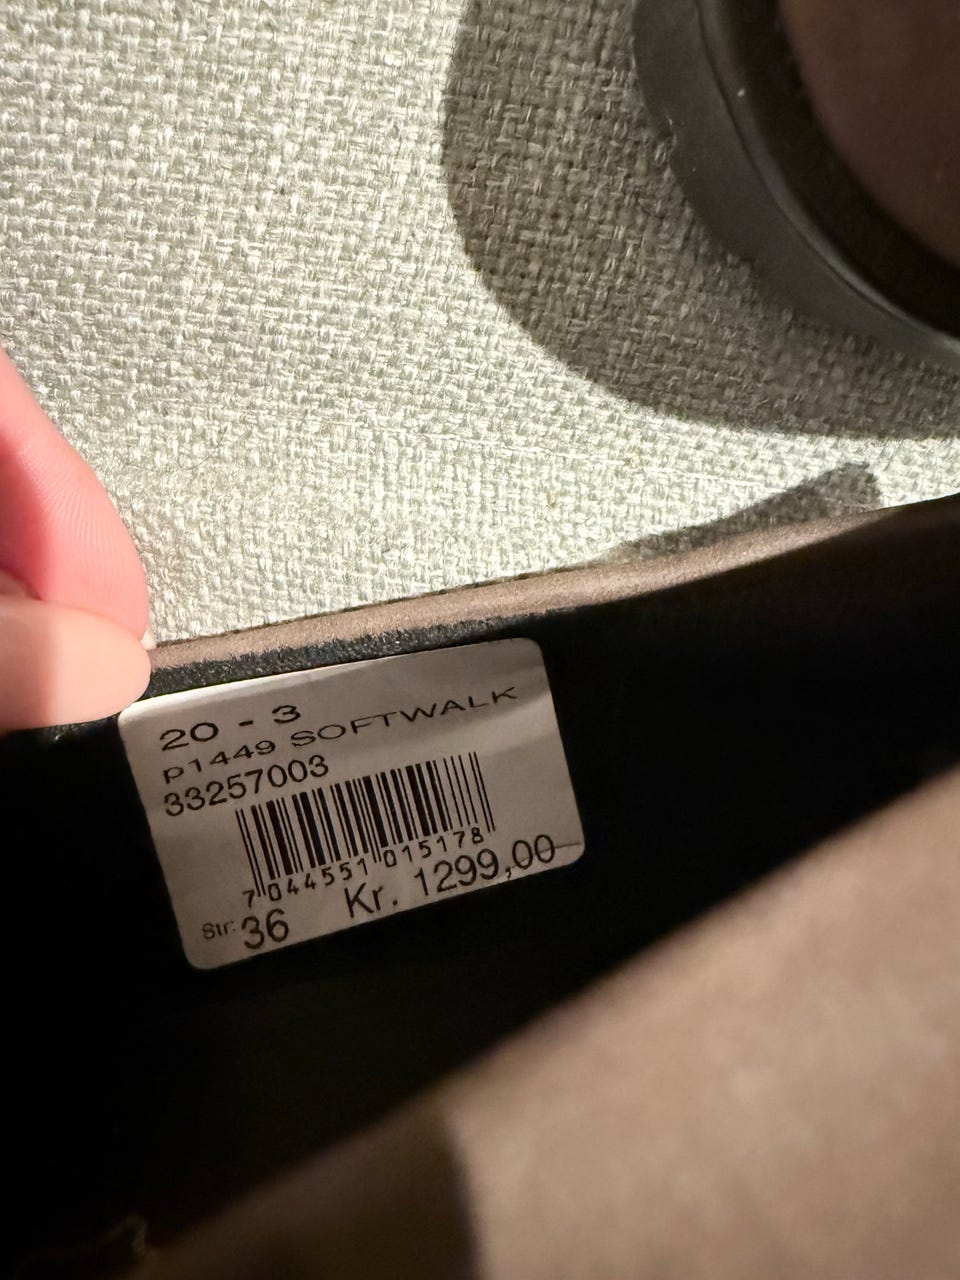 20 - 3
P1449 SOFTWALK
33257003
7 044551 015178
Str: 36 Kr. 1299,00